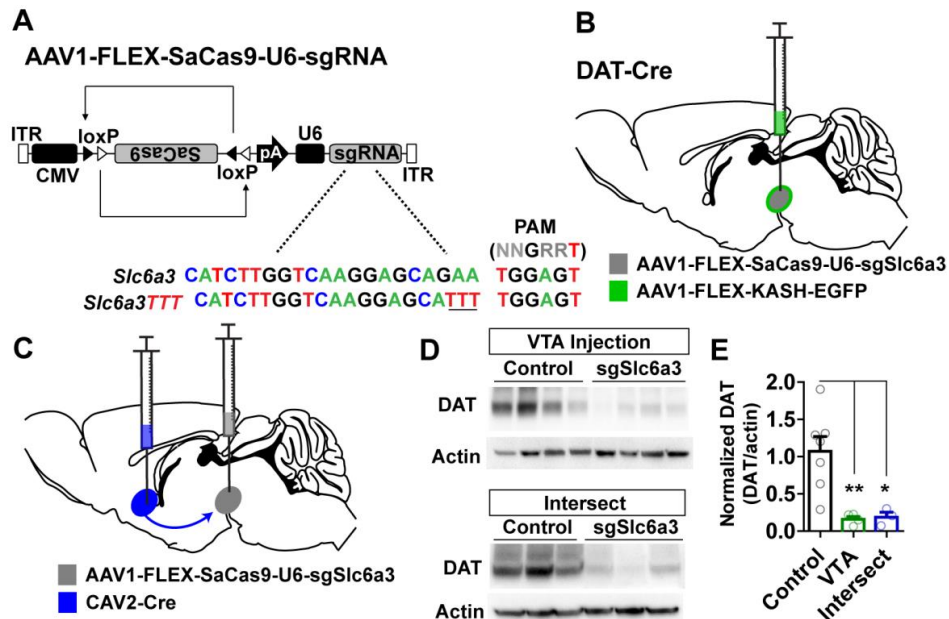 A
AAV1-FLEX-SaCas9-U6-sgRNA
ITR
loxP
U6
SaCas9
pA
sgRNA
CMV
loxP
ITR
PAM
(NNGRRT)
Slc6a3 CATCTTGGTCAAGGAGCAGAA TGGAGT
Slc6a3TTT CATCTTGGTCAAGGAGCATTT TGGAGT
B
DAT-Cre
AAV1-FLEX-SaCas9-U6-sgSlc6a3
AAV1-FLEX-KASH-EGFP
C
AAV1-FLEX-SaCas9-U6-sgSlc6a3
CAV2-Cre
D
VTA Injection
Control sgSlc6a3
DAT
Actin
Intersect
Control sgSlc6a3
DAT
Actin
E
Normalized DAT
(DAT/actin)
2.0
1.5
1.0
0.5
0.0
** *
Control
VTA
Intersect